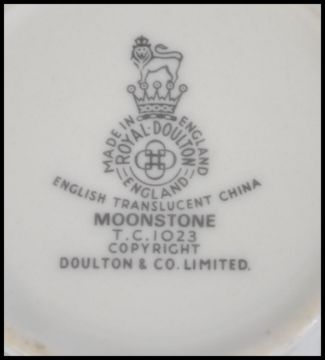 MADE IN ENGLAND
ROYAL·DOULTON
ENGLAND
ENGLISH TRANSLUCENT CHINA
MOONSTONE
T.C.1023
COPYRIGHT
DOULTON & CO. LIMITED.